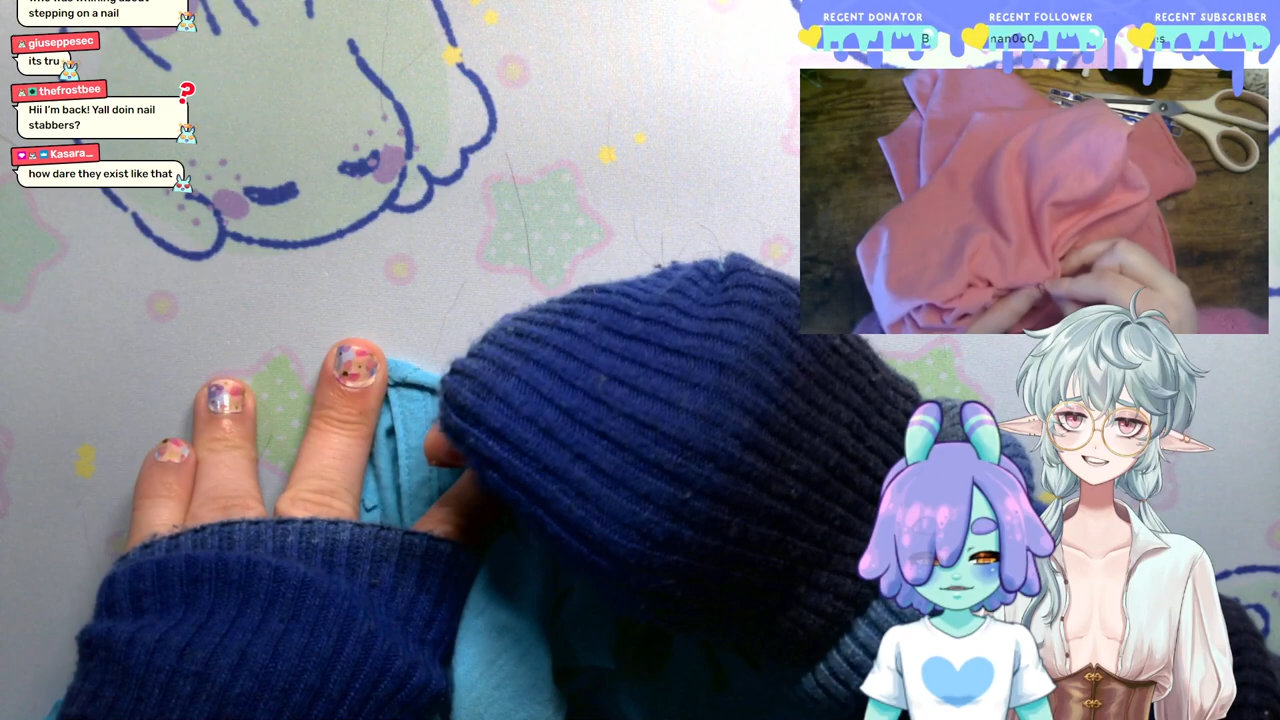 stepping on a nail
giuseppesec
its tru
thefrostbee
Hii I'm back! Yall doin nail
stabbers?
Kasara...
how dare they exist like that
RECENT DONATOR
RECENT FOLLOWER
RECENT SUBSCRIBER
B
nan0o0
s